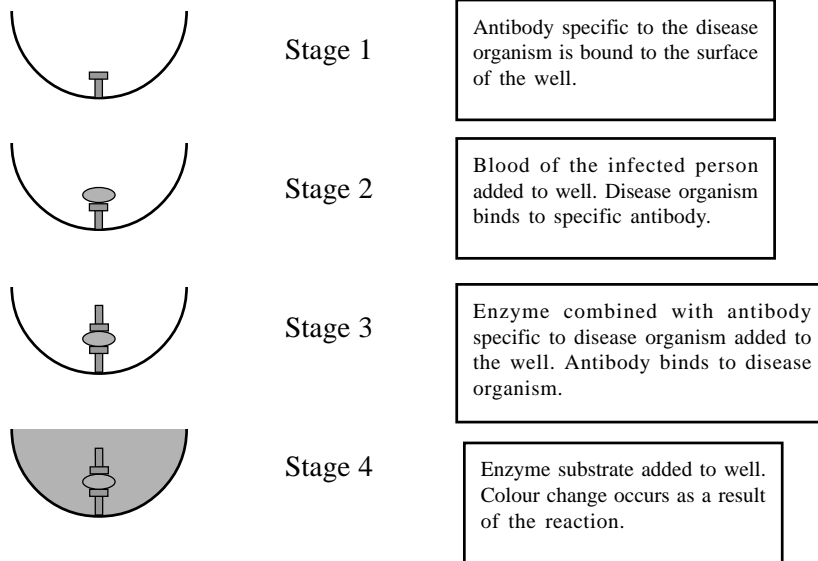 Stage 1
Antibody specific to the disease
organism is bound to the surface
of the well.
Stage 2
Blood of the infected person
added to well. Disease organism
binds to specific antibody.
Stage 3
Enzyme combined with antibody
specific to disease organism added to
the well. Antibody binds to disease
organism.
Stage 4
Enzyme substrate added to well.
Colour change occurs as a result
of the reaction.